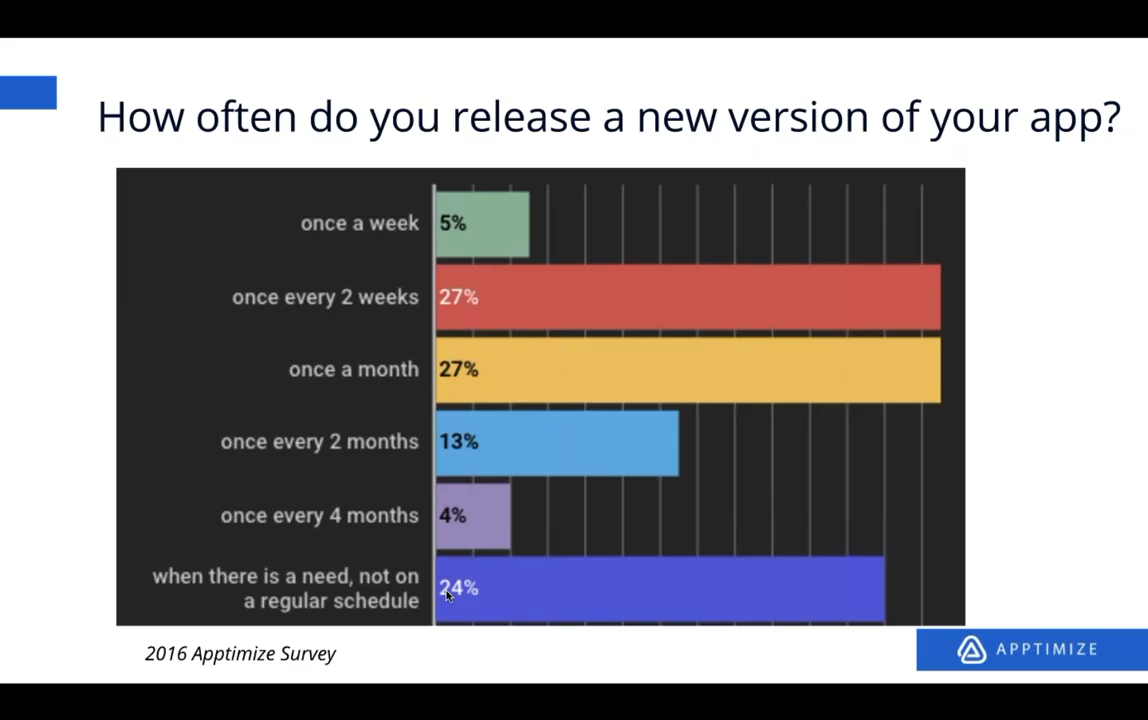 How often do you release a new version of your app?
once a week
5%
once every 2 weeks
27%
once a month
27%
once every 2 months
13%
once every 4 months
4%
when there is a need, not on
a regular schedule
24%
2016 Apptimize Survey
APPTIMIZE